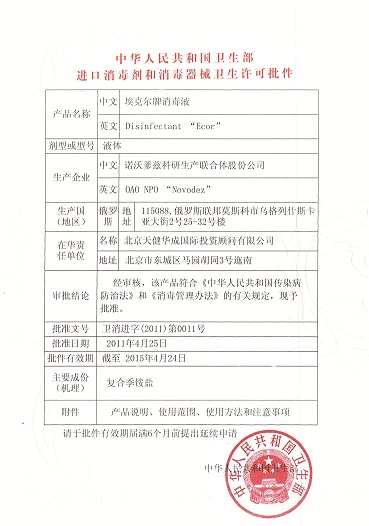 中华人民共和国卫生部
进口消毒剂和消毒器械卫生许可批件
产品名称 中文 埃克尔牌消毒液
英文 Disinfectant “Ecor”
剂型或型号 液体
生产企业 中文 诺沃爹兹科研生产联合体股份公司
英文 OAO NPO “Novodez”
生产国（地区） 俄罗斯 地址 115088,俄罗斯联邦莫斯科市乌格列什斯卡
亚大街2号25-32号楼
在华责任单位 名称 北京天健华成国际投资顾问有限公司
地址 北京市东城区马园胡同3号迤南
审批结论 经审核，该产品符合《中华人民共和国传染病
防治法》和《消毒管理办法》的有关规定，现予
批准。
批准文号 卫消进字(2011)第0011号
批准日期 2011年4月25日
批件有效期 截至 2015年4月24日
主要成份（机理） 复合季铵盐
附件 产品说明、使用范围、使用方法和注意事项
请于批件有效期届满6个月前提出延续申请
中华人民共和国卫生部
中华人民共和国卫生部